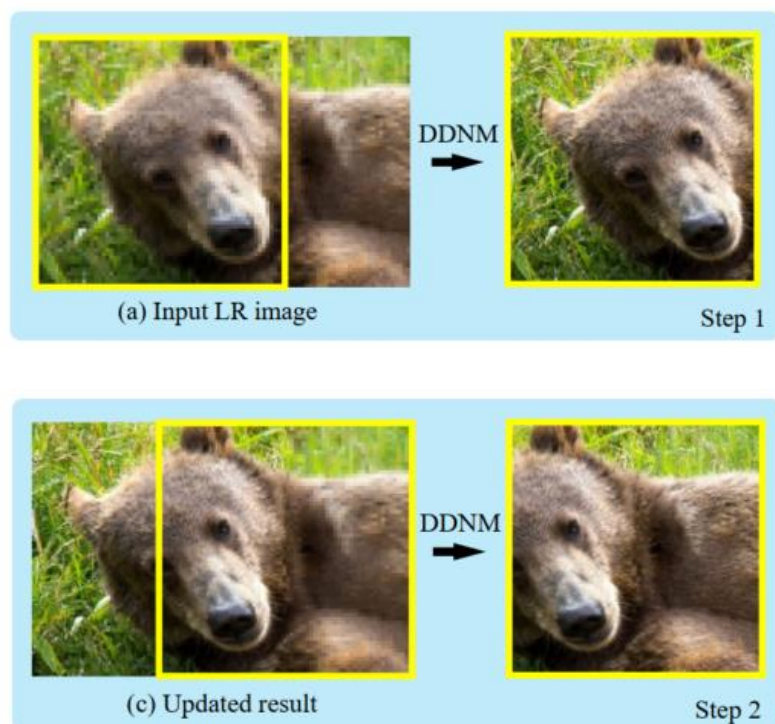 DDNM
(a) Input LR image
Step 1
DDNM
(c) Updated result
Step 2